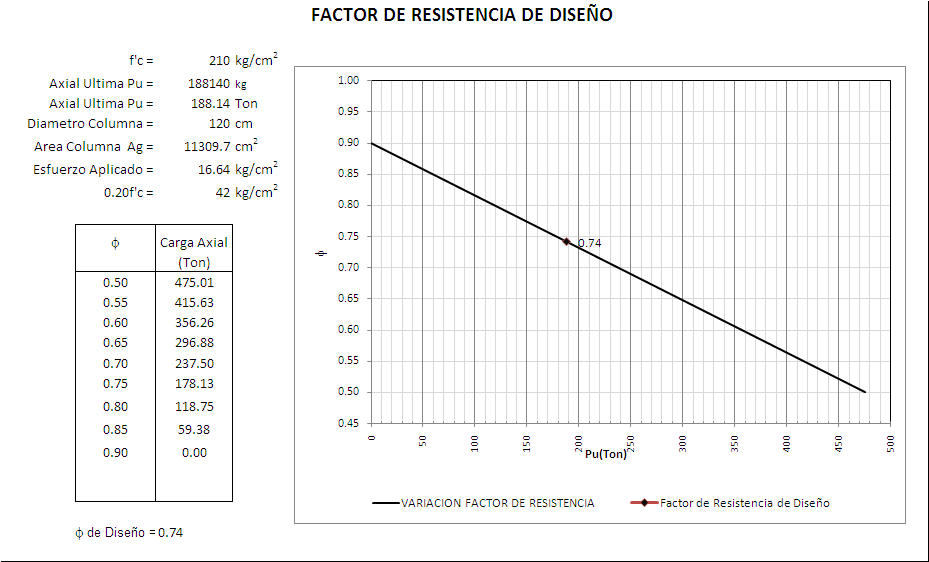 FACTOR DE RESISTENCIA DE DISEÑO
f'c = 210 kg/cm²
Axial Ultima Pu = 188140 kg
Axial Ultima Pu = 188.14 Ton
Diametro Columna = 120 cm
Area Columna Ag = 11309.7 cm²
Esfuerzo Aplicado = 16.64 kg/cm²
0.20f'c = 42 kg/cm²
ϕ Carga Axial
(Ton)
0.50 475.01
0.55 415.63
0.60 356.26
0.65 296.88
0.70 237.50
0.75 178.13
0.80 118.75
0.85 59.38
0.90 0.00
ϕ de Diseño = 0.74
1.00
0.95
0.90
0.85
0.80
0.75
0.70
0.65
0.60
0.55
0.50
0.45
ϕ
0.74
0 50 100 150 200 250 300 350 400 450 500
Pu(Ton)
VARIACION FACTOR DE RESISTENCIA Factor de Resistencia de Diseño